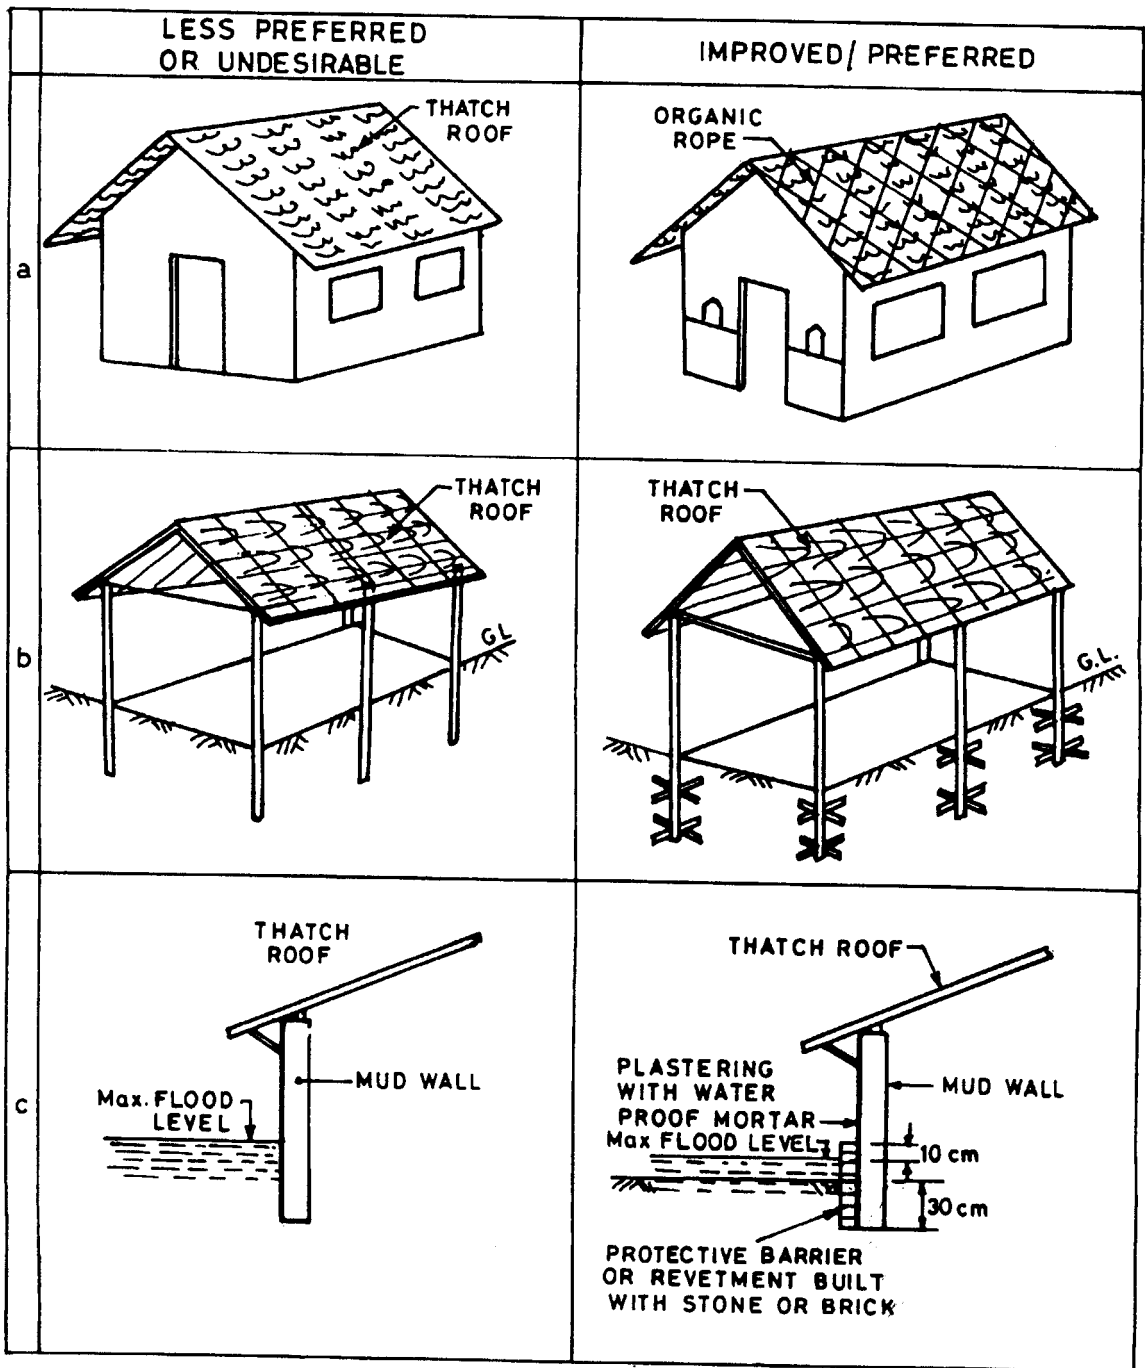 LESS PREFERRED
OR UNDESIRABLE
IMPROVED/ PREFERRED
a
THATCH
ROOF
ORGANIC
ROPE
b
THATCH
ROOF
GL
THATCH
ROOF
G.L.
c
THATCH
ROOF
MUD WALL
Max. FLOOD
LEVEL
THATCH ROOF
PLASTERING
WITH WATER
PROOF MORTAR
MUD WALL
Max FLOOD LEVEL
10 cm
30 cm
PROTECTIVE BARRIER
OR REVETMENT BUILT
WITH STONE OR BRICK